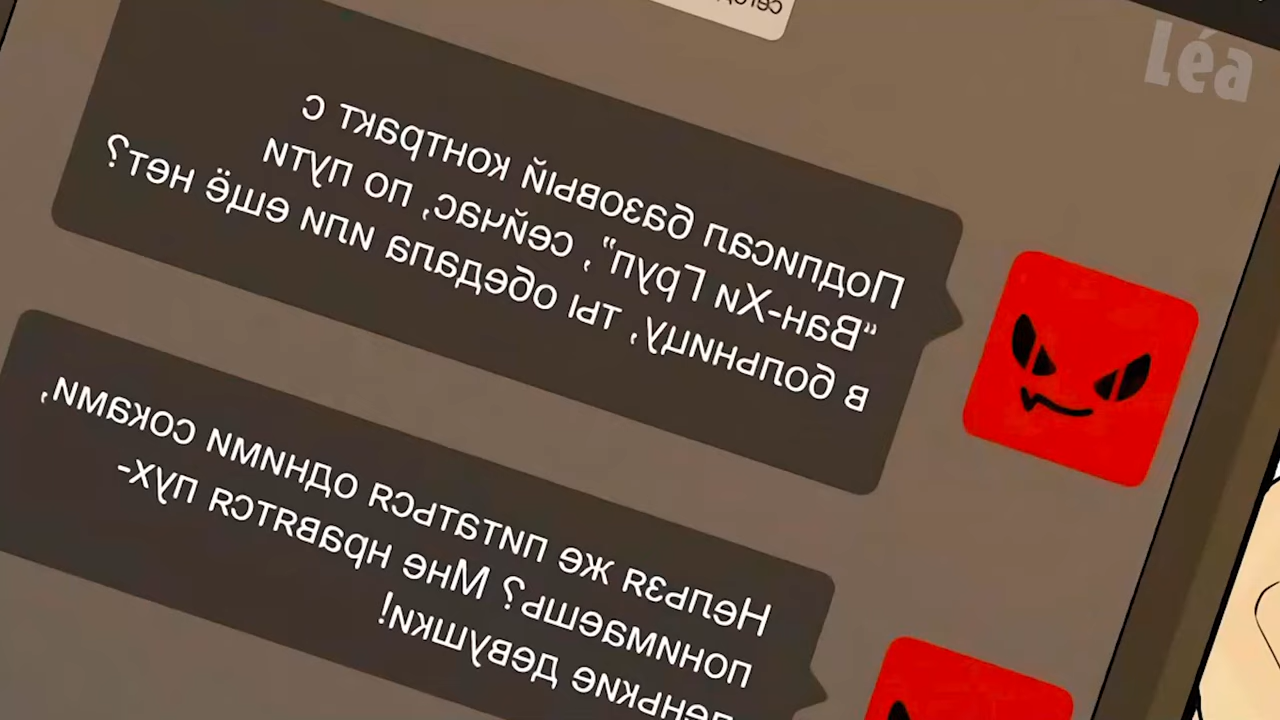 Léa
Подписал базовый контракт с
“Ван-Хи Груп”, сейчас, по пути
в больницу, ты обедала или ещё нет?
Нельзя же питаться одними соками,
понимаешь? Мне нравятся пух-
ленькие девушки!